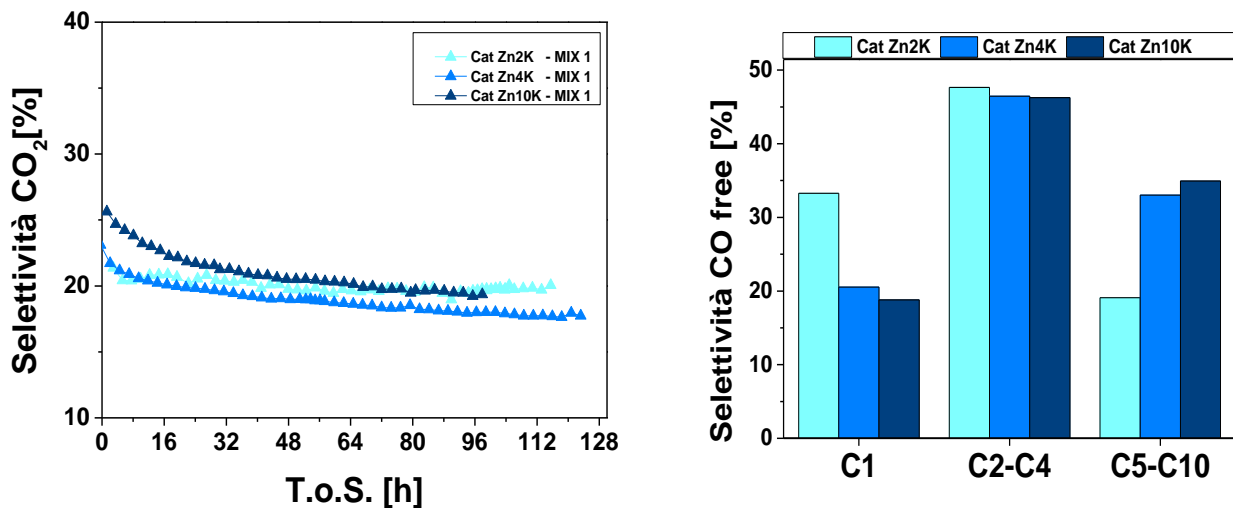 Selettività CO₂[%]
40
30
20
10
Cat Zn2K - MIX 1
Cat Zn4K - MIX 1
Cat Zn10K - MIX 1
0 16 32 48 64 80 96 112 128
T.o.S. [h]
Cat Zn2K Cat Zn4K Cat Zn10K
Selettività CO free [%]
50
40
30
20
10
0
C1 C2-C4 C5-C10